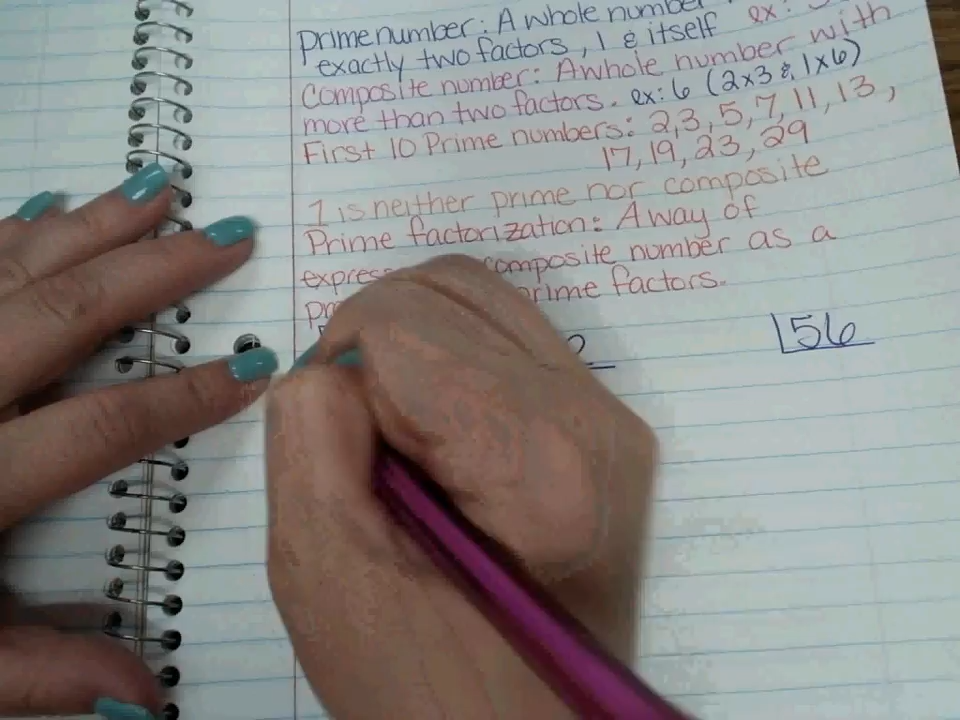 prime number: A whole number
exactly two factors, 1 & itself ex:
Composite number: A whole number with
more than two factors. ex: 6 (2x3 & 1x6)
First 10 Prime numbers: 2, 3, 5, 7, 11, 13,
17, 19, 23, 29
1 is neither prime nor composite
Prime factorization: A way of
composite number as a
prime factors.
2 56